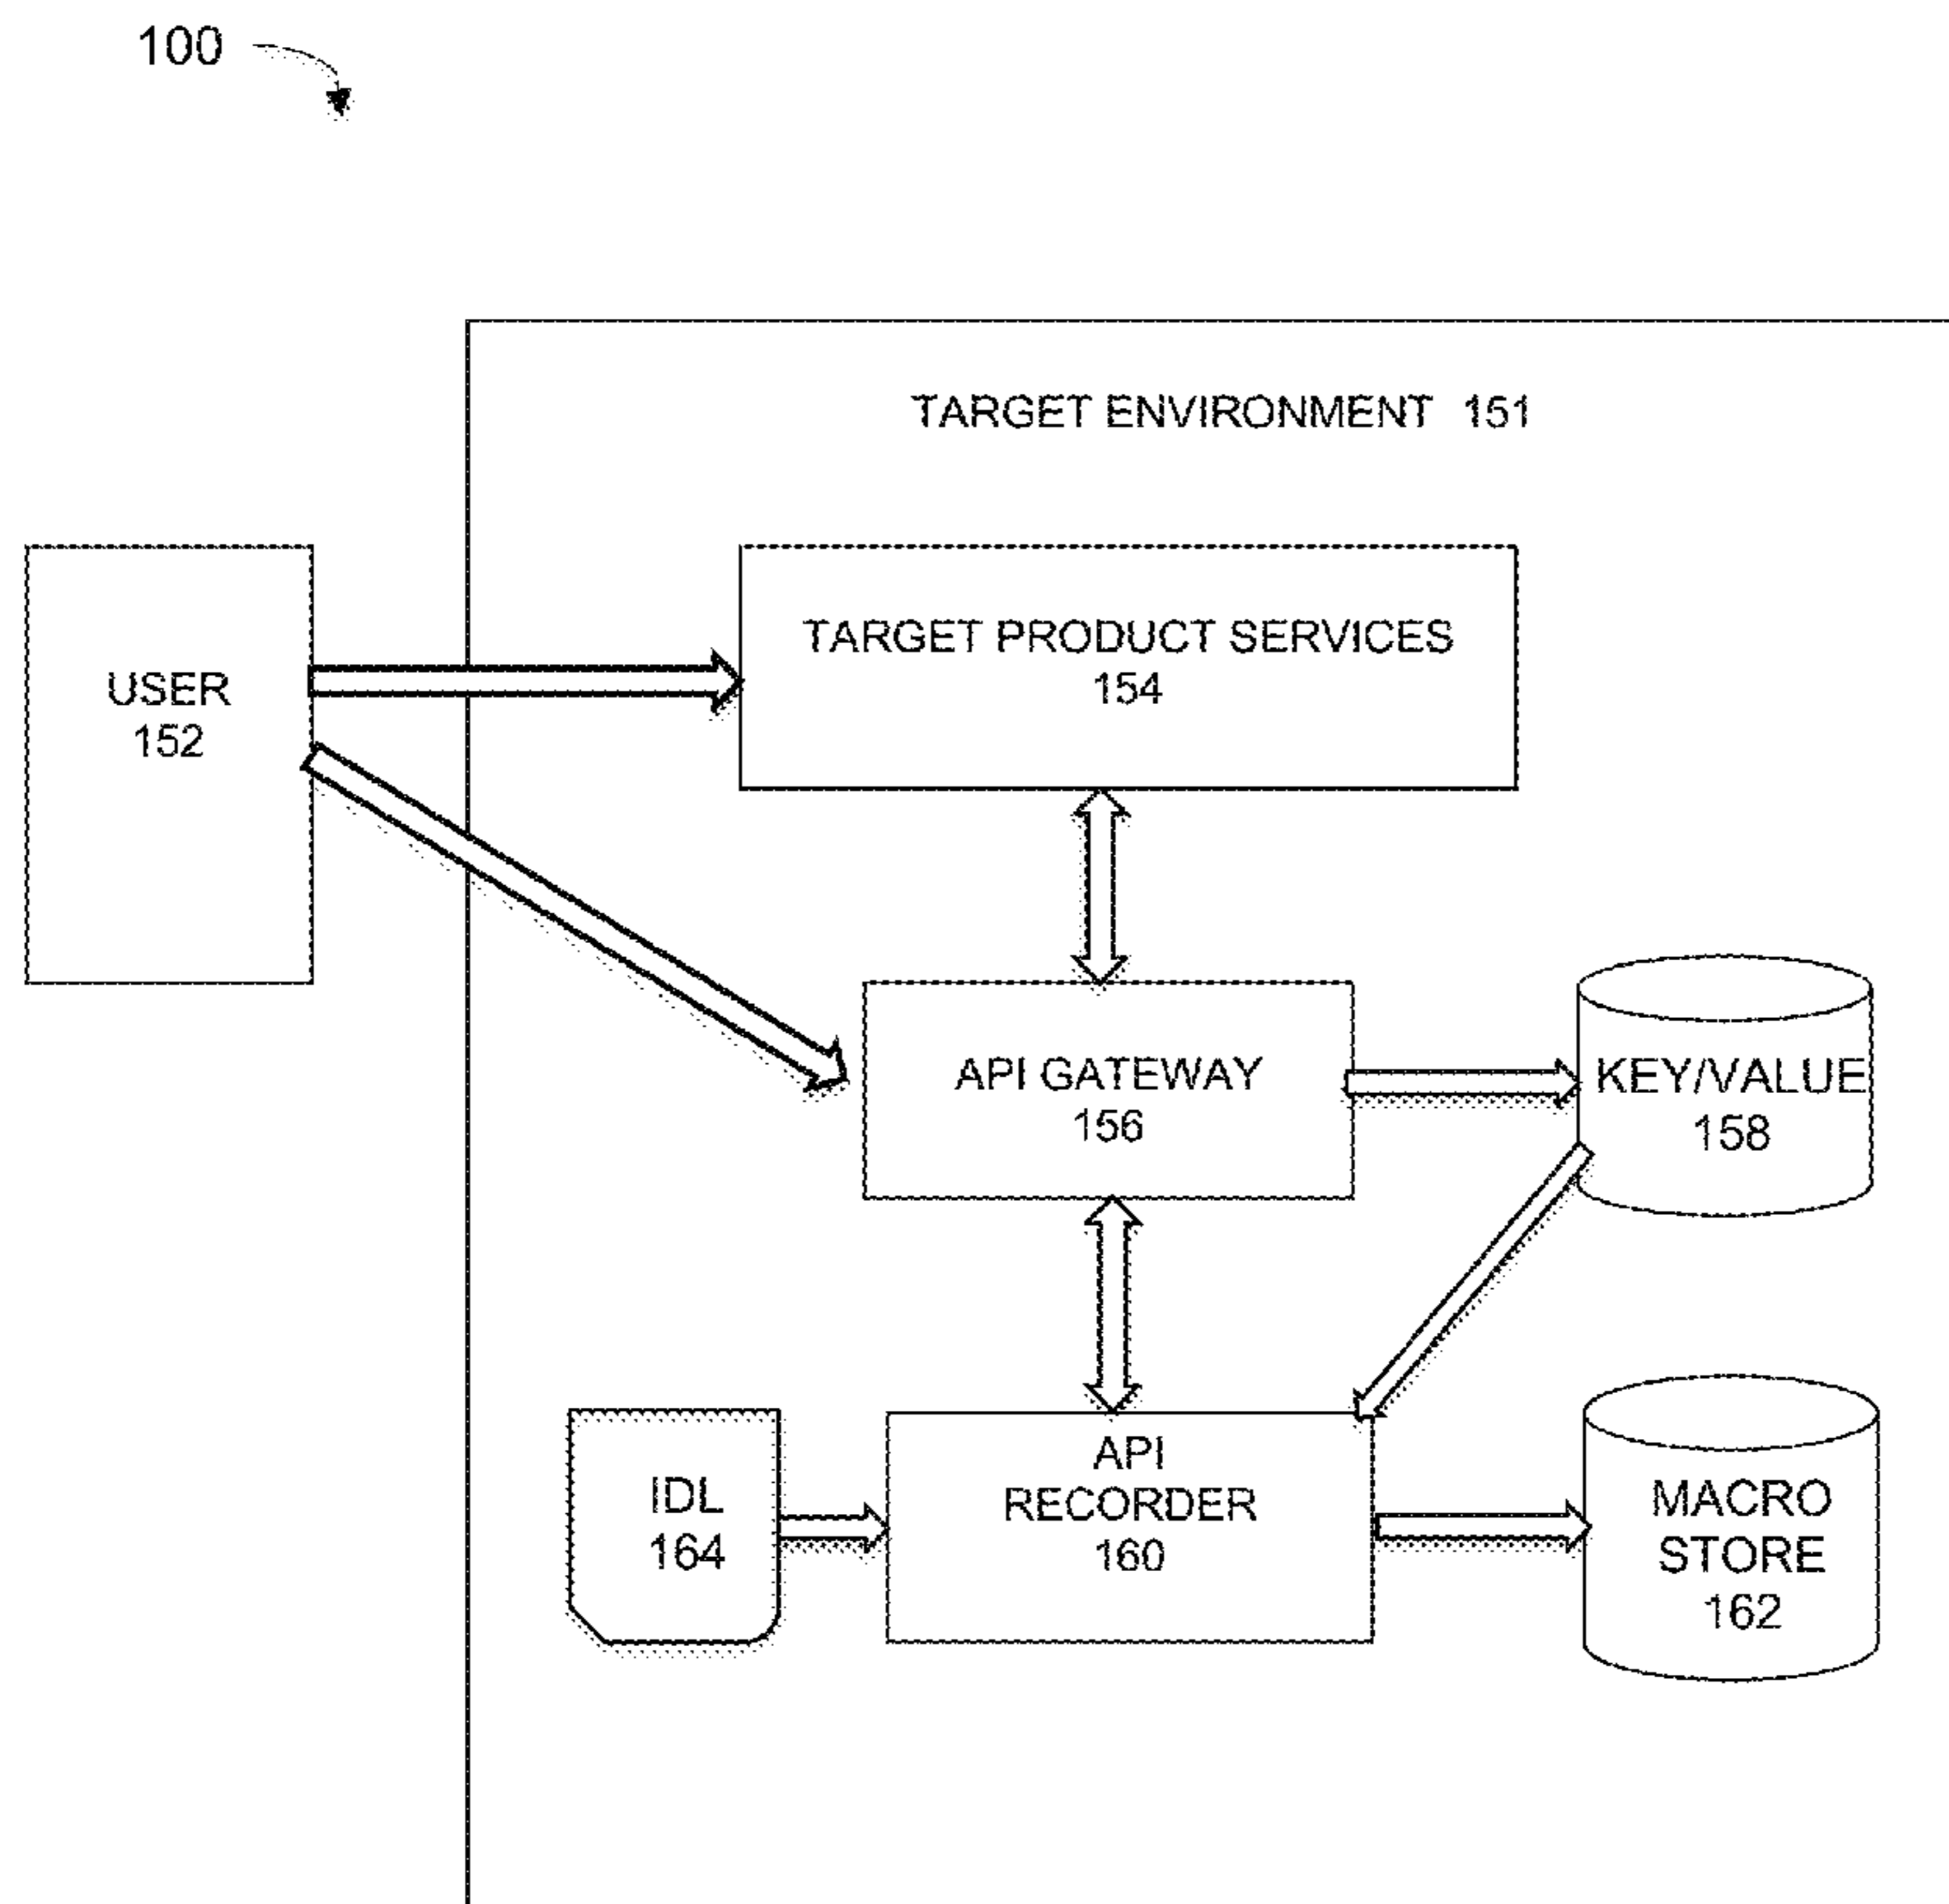 100
TARGET ENVIRONMENT 151
TARGET PRODUCT SERVICES
154
USER
152
API GATEWAY
156
KEY/VALUE
158
IDL
164
API
RECORDER
160
MACRO
STORE
162